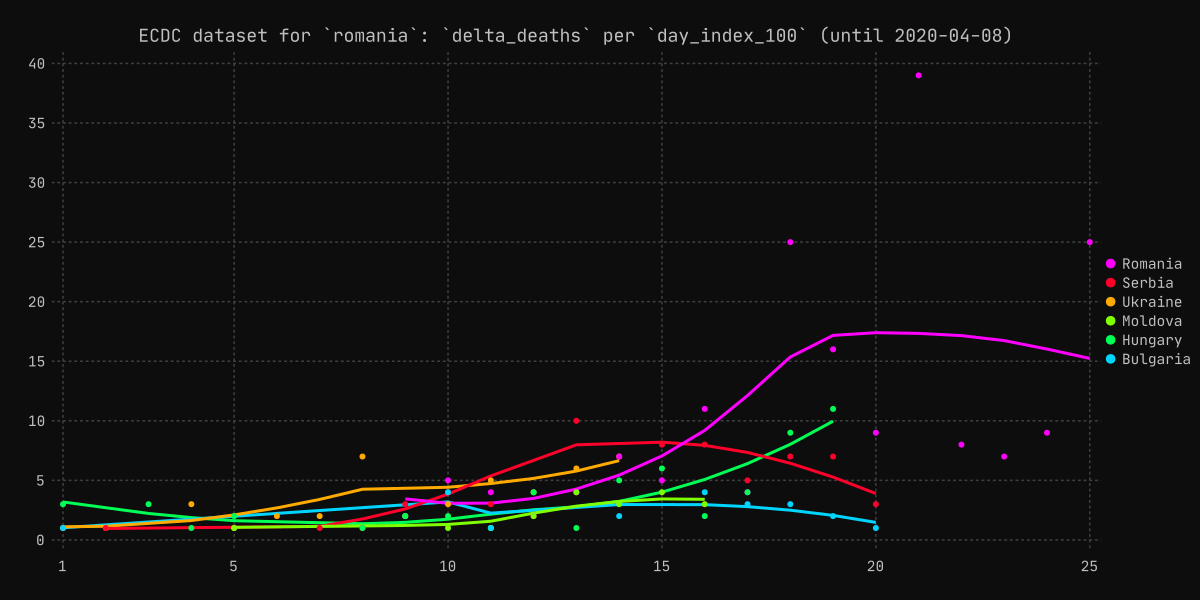 ECDC dataset for `romania`: `delta_deaths` per `day_index_100` (until 2020-04-08)
40
35
30
25
20
15
10
5
0
1 5 10 15 20 25
Romania
Serbia
Ukraine
Moldova
Hungary
Bulgaria